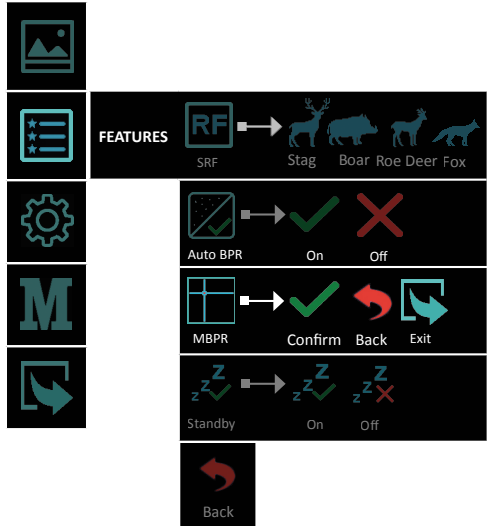 FEATURES
RF
SRF
Stag Boar Roe Deer Fox
Auto BPR On Off
M
MBPR Confirm Back Exit
z z Z z z Z z z Z
Standby On Off
Back